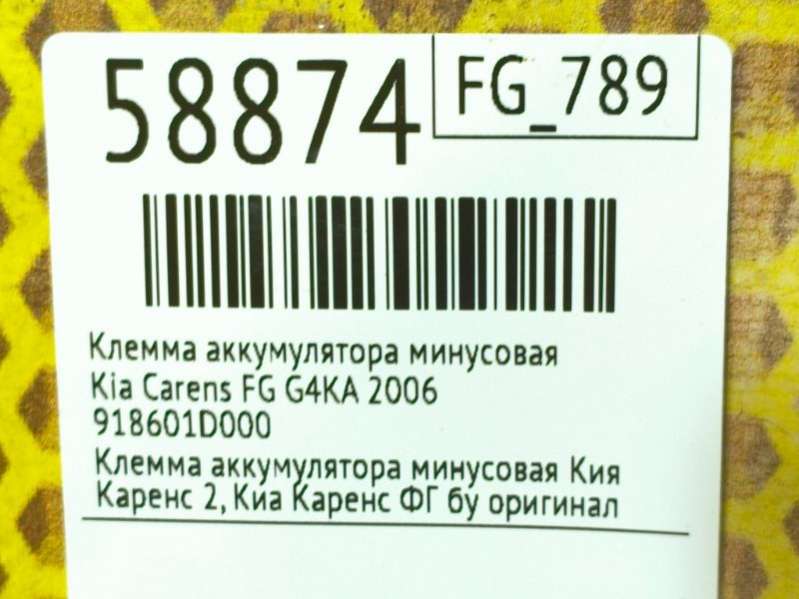 58874
FG_789
Клемма аккумулятора минусовая
Kia Carens FG G4KA 2006
918601D000
Клемма аккумулятора минусовая Кия
Каренс 2, Киа Каренс ФГ бу оригинал